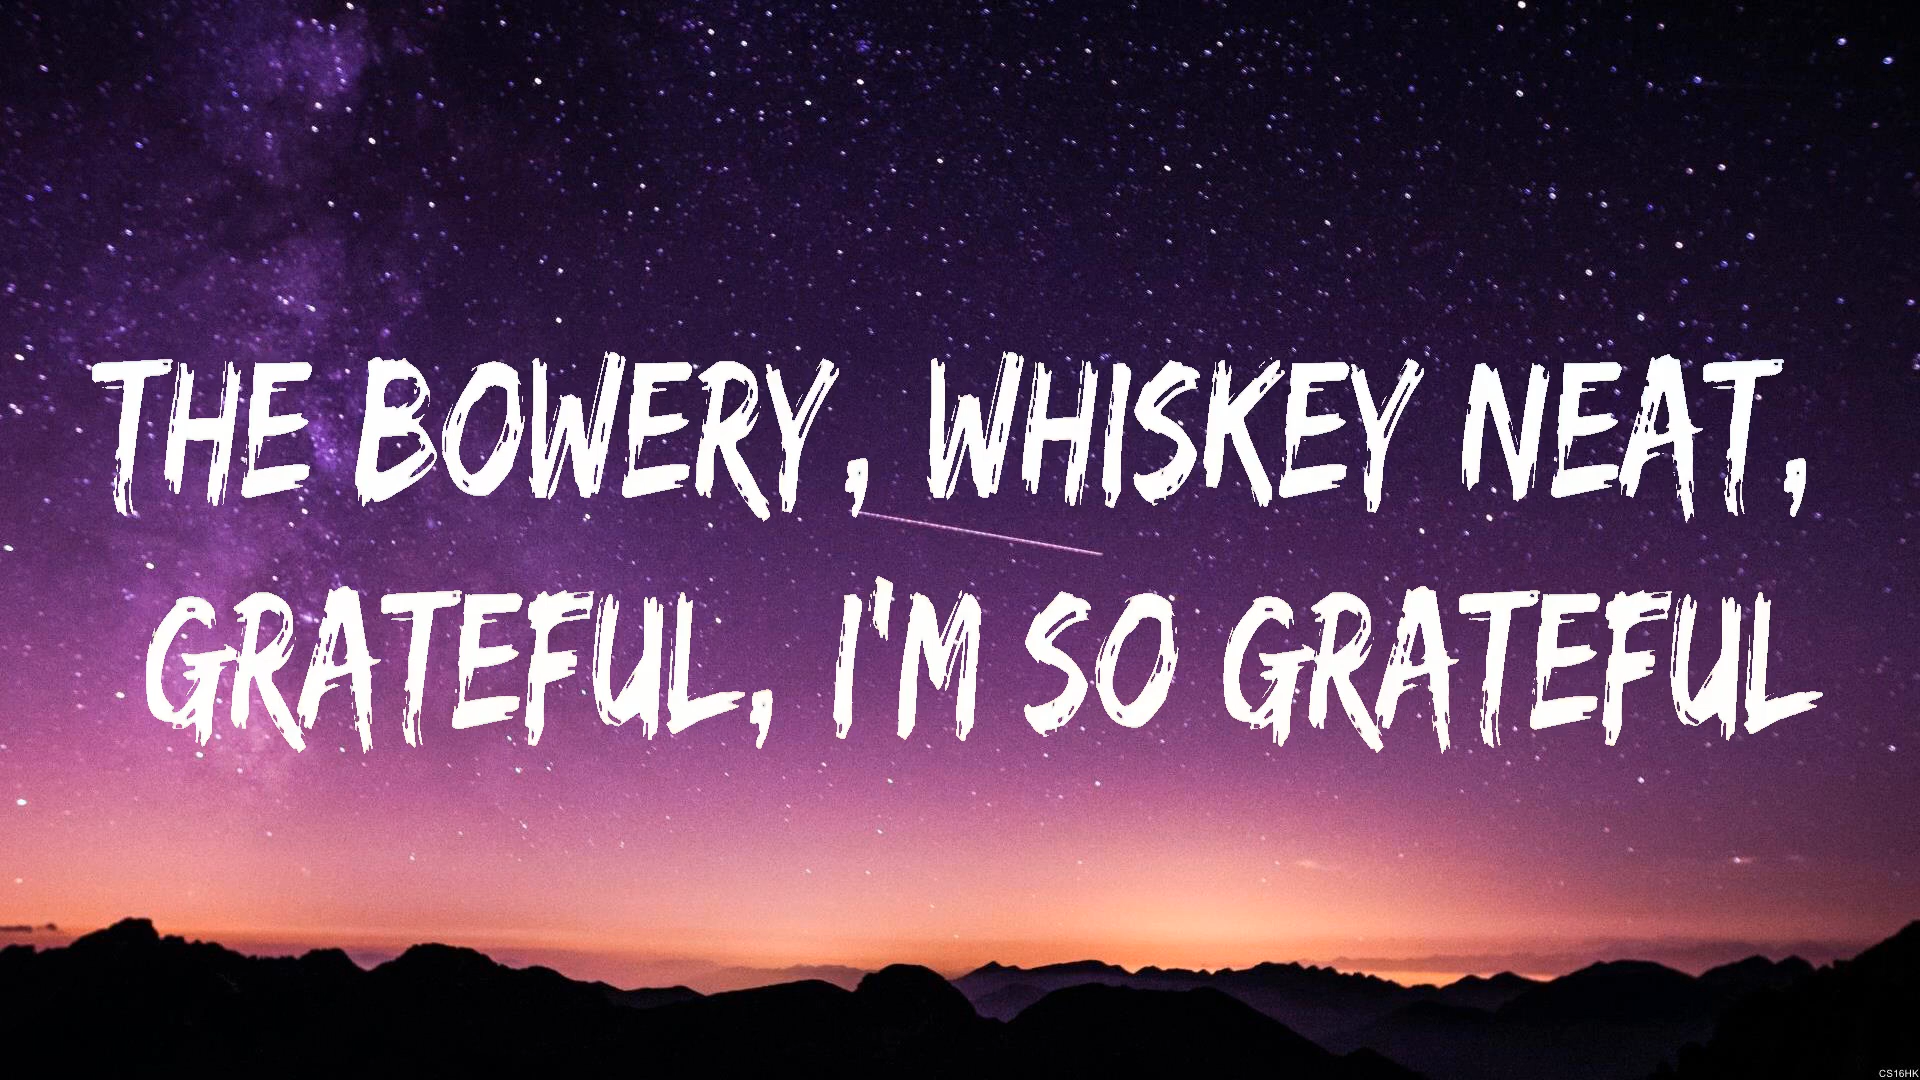 THE BOWERY, WHISKEY NEAT,
GRATEFUL, I'M SO GRATEFUL
CS16HK